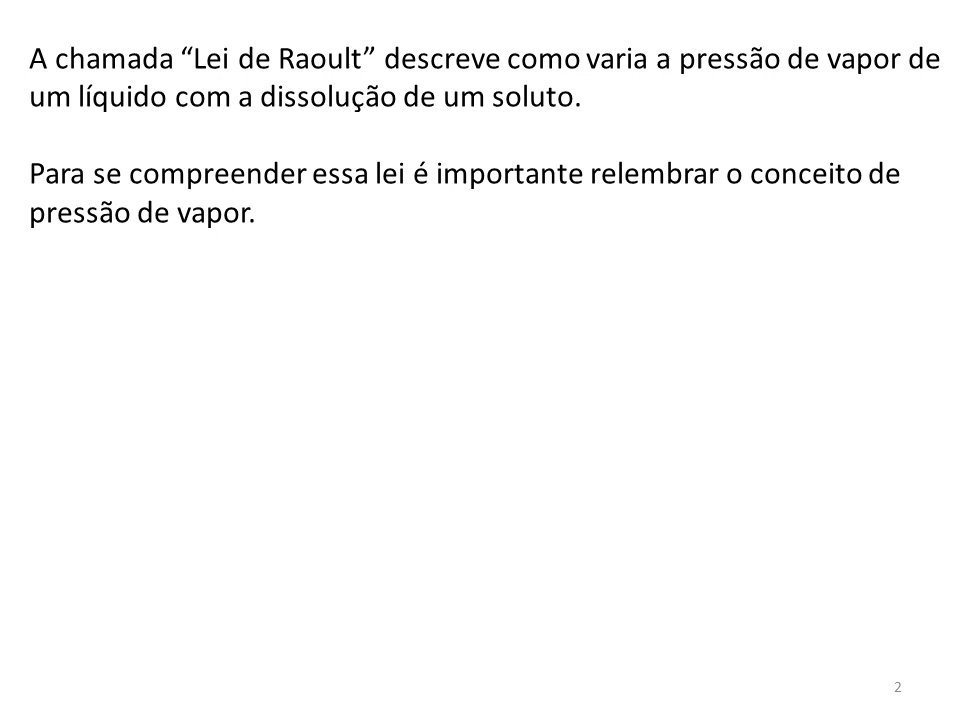 A chamada “Lei de Raoult” descreve como varia a pressão de vapor de
um líquido com a dissolução de um soluto.
Para se compreender essa lei é importante relembrar o conceito de
pressão de vapor.
2